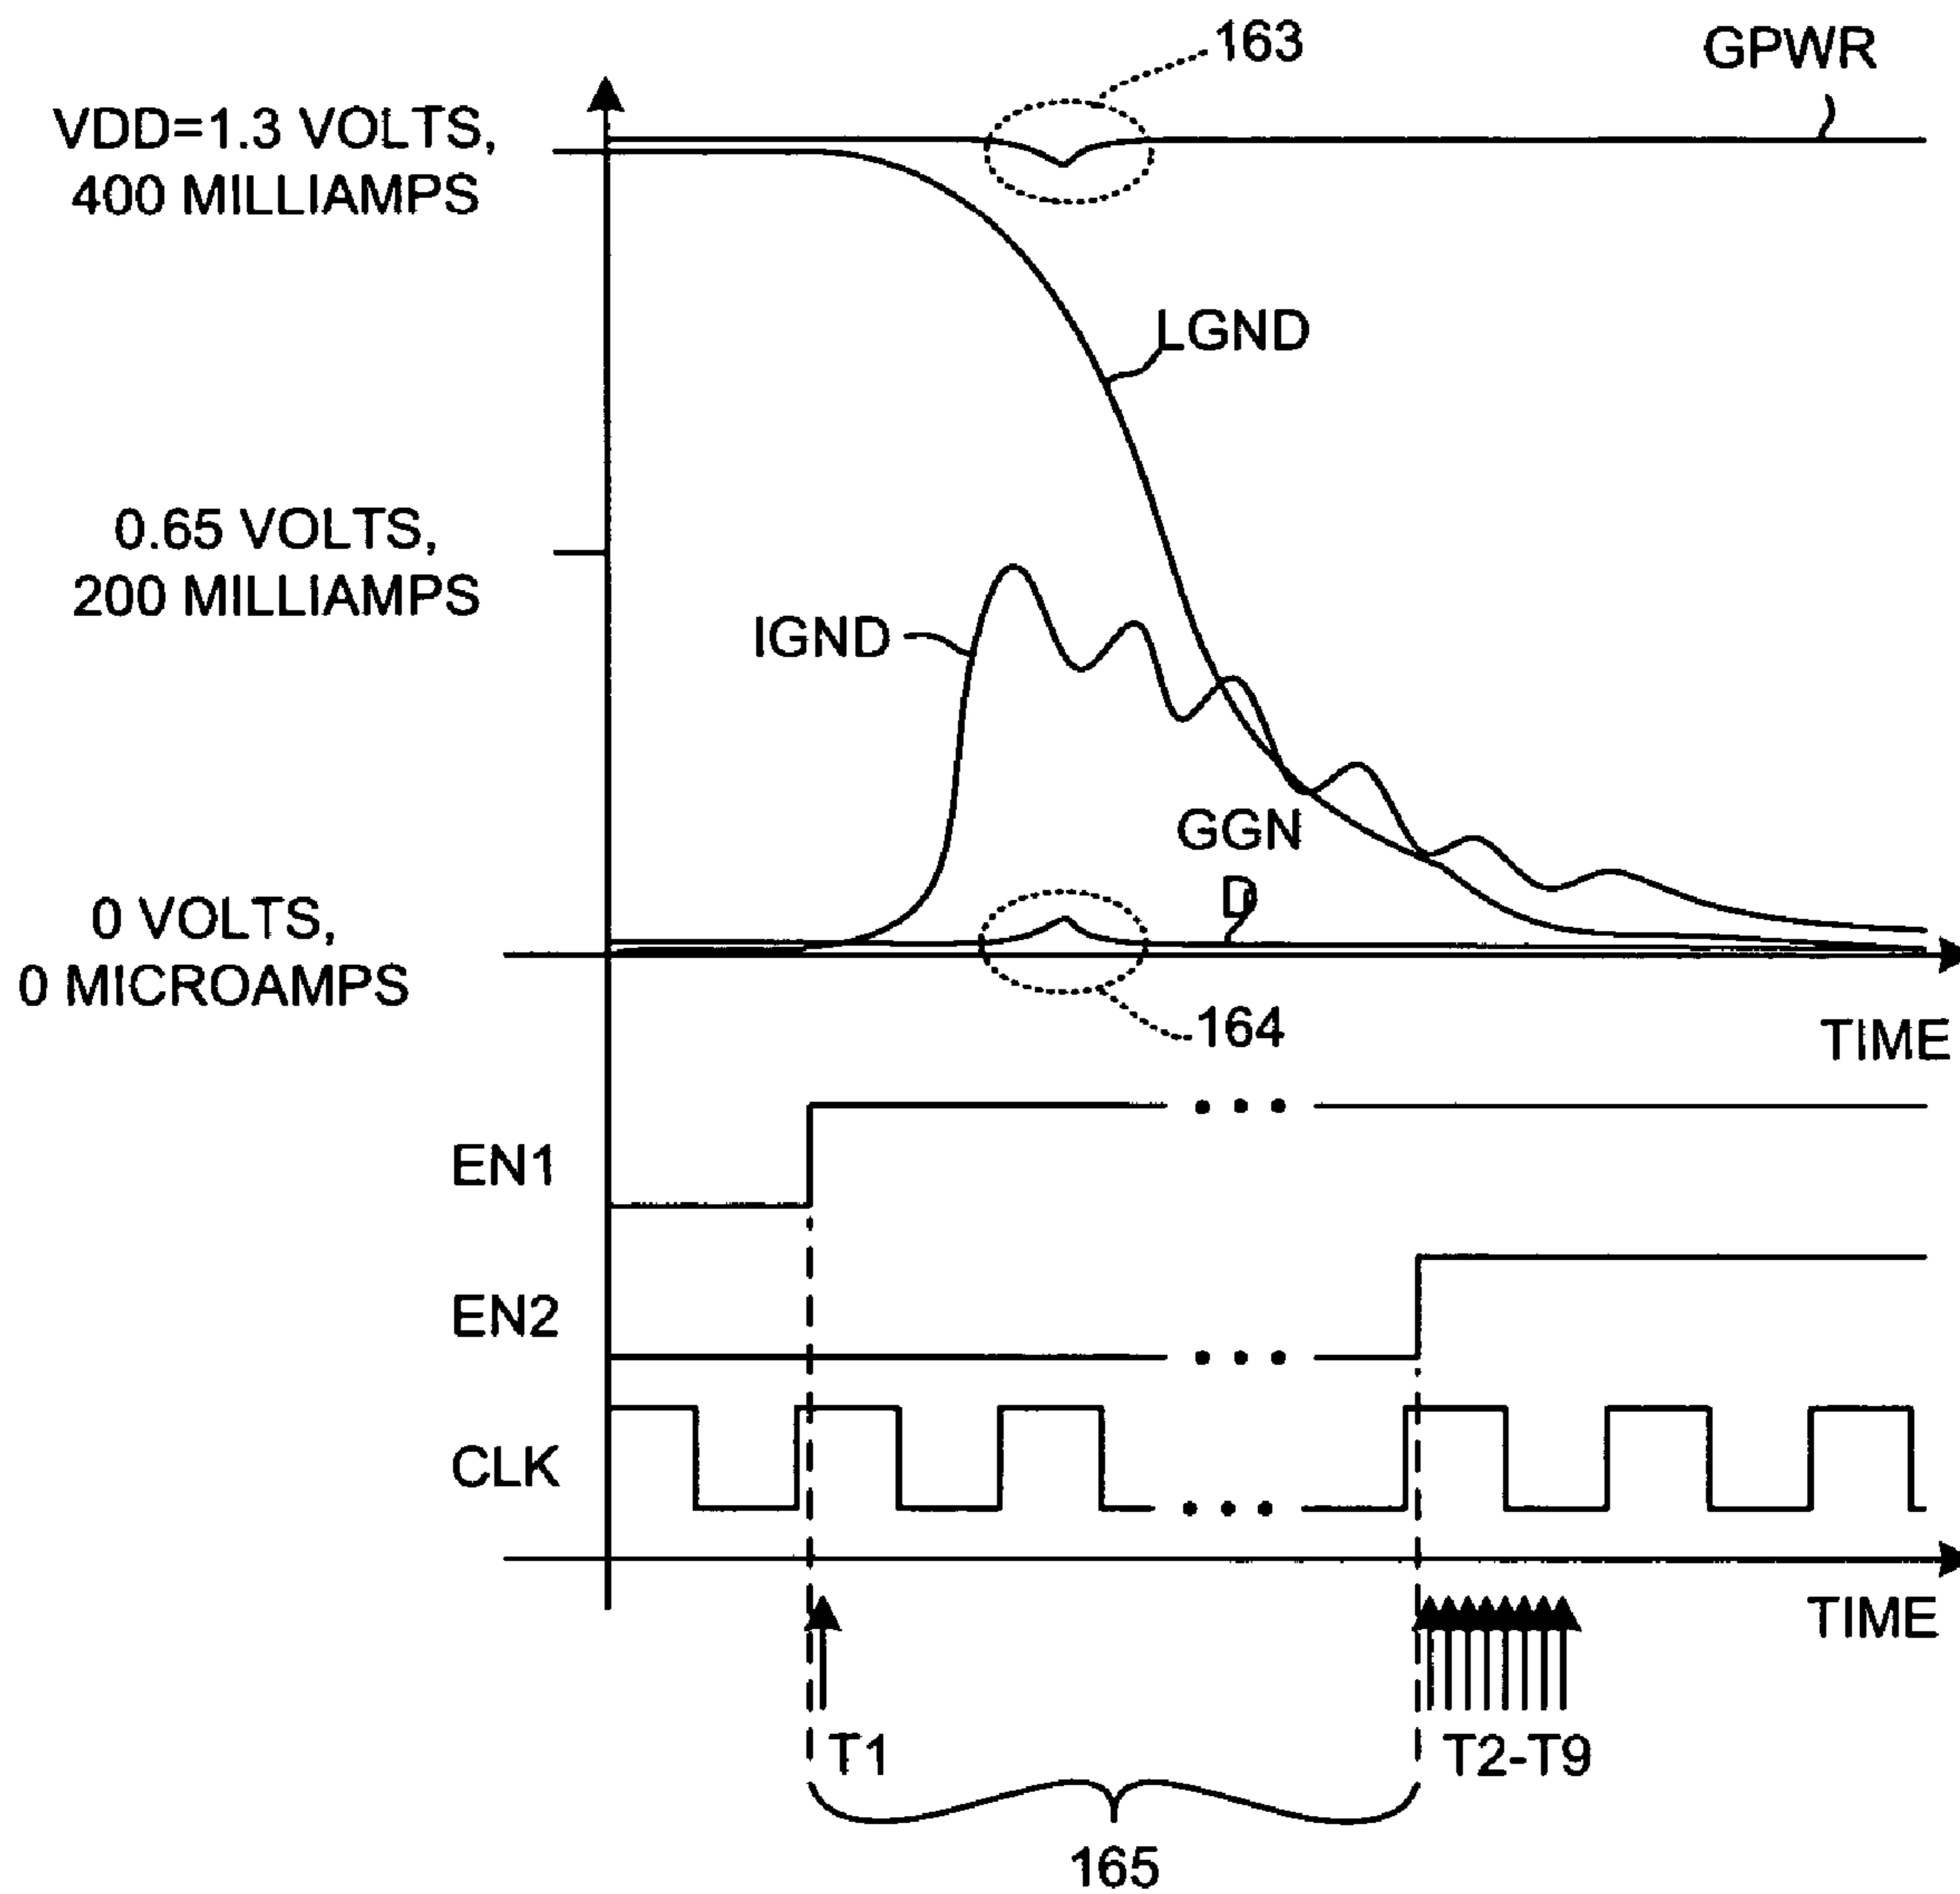 163
GPWR
VDD=1.3 VOLTS,
400 MILLIAMPS
LGND
0.65 VOLTS,
200 MILLIAMPS
IGND
GGN
D
0 VOLTS,
0 MICROAMPS
164
TIME
EN1
EN2
CLK
TIME
T1
T2-T9
165